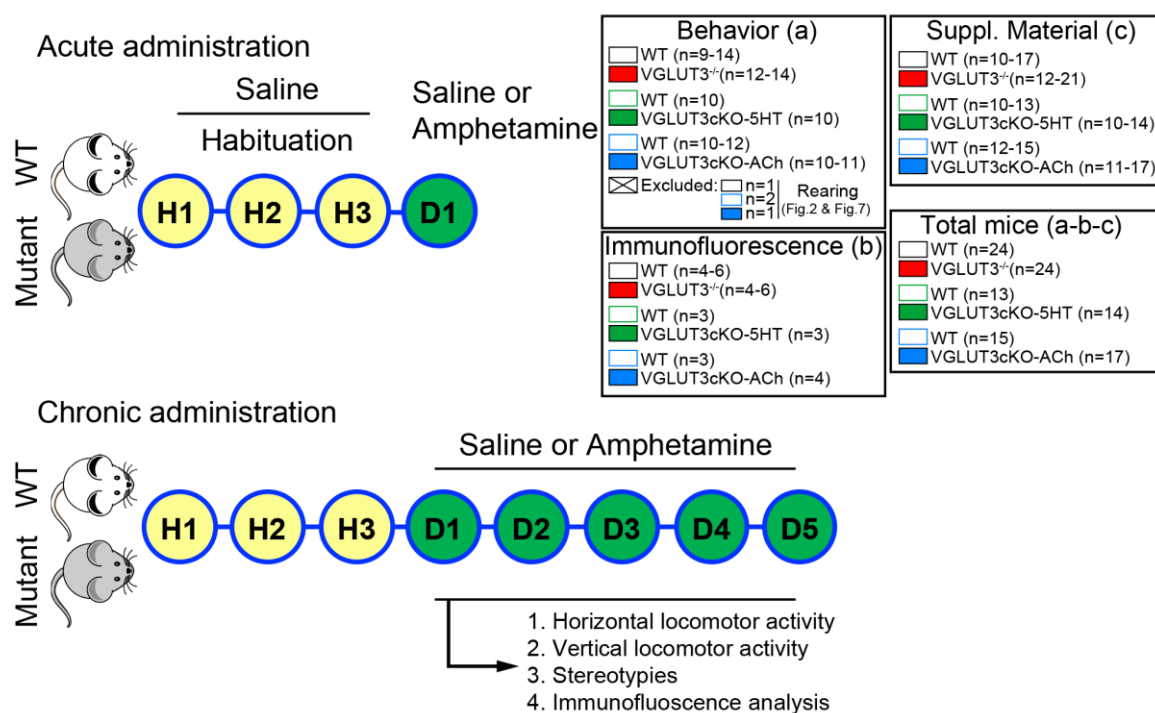 Acute administration
Saline
Habituation
Saline or
Amphetamine
WT
Mutant
H1
H2
H3
D1
Behavior (a)
WT (n=9-14)
VGLUT3-/-(n=12-14)
WT (n=10)
VGLUT3cKO-5HT (n=10)
WT (n=10-12)
VGLUT3cKO-ACh (n=10-11)
Excluded:
n=1
n=2
n=1
Rearing
(Fig.2 & Fig.7)
Immunofluorescence (b)
WT (n=4-6)
VGLUT3-/-(n=4-6)
WT (n=3)
VGLUT3cKO-5HT (n=3)
WT (n=3)
VGLUT3cKO-ACh (n=4)
Suppl. Material (c)
WT (n=10-17)
VGLUT3-/-(n=12-21)
WT (n=10-13)
VGLUT3cKO-5HT (n=10-14)
WT (n=12-15)
VGLUT3cKO-ACh (n=11-17)
Total mice (a-b-c)
WT (n=24)
VGLUT3-/-(n=24)
WT (n=13)
VGLUT3cKO-5HT (n=14)
WT (n=15)
VGLUT3cKO-ACh (n=17)
Chronic administration
Saline or Amphetamine
WT
Mutant
H1
H2
H3
D1
D2
D3
D4
D5
1. Horizontal locomotor activity
2. Vertical locomotor activity
3. Stereotypies
4. Immunofluoscence analysis